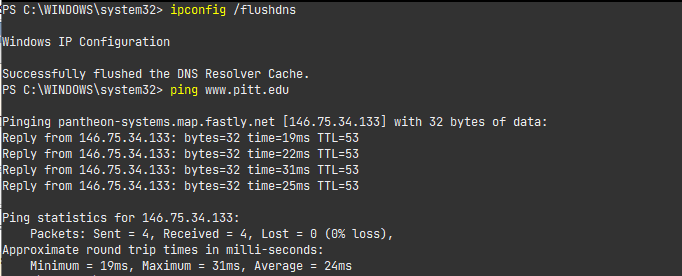 PS C:\WINDOWS\system32> ipconfig /flushdns
Windows IP Configuration
Successfully flushed the DNS Resolver Cache.
PS C:\WINDOWS\system32> ping www.pitt.edu
Pinging pantheon-systems.map.fastly.net [146.75.34.133] with 32 bytes of data:
Reply from 146.75.34.133: bytes=32 time=19ms TTL=53
Reply from 146.75.34.133: bytes=32 time=22ms TTL=53
Reply from 146.75.34.133: bytes=32 time=31ms TTL=53
Reply from 146.75.34.133: bytes=32 time=25ms TTL=53
Ping statistics for 146.75.34.133:
    Packets: Sent = 4, Received = 4, Lost = 0 (0% loss),
Approximate round trip times in milli-seconds:
    Minimum = 19ms, Maximum = 31ms, Average = 24ms